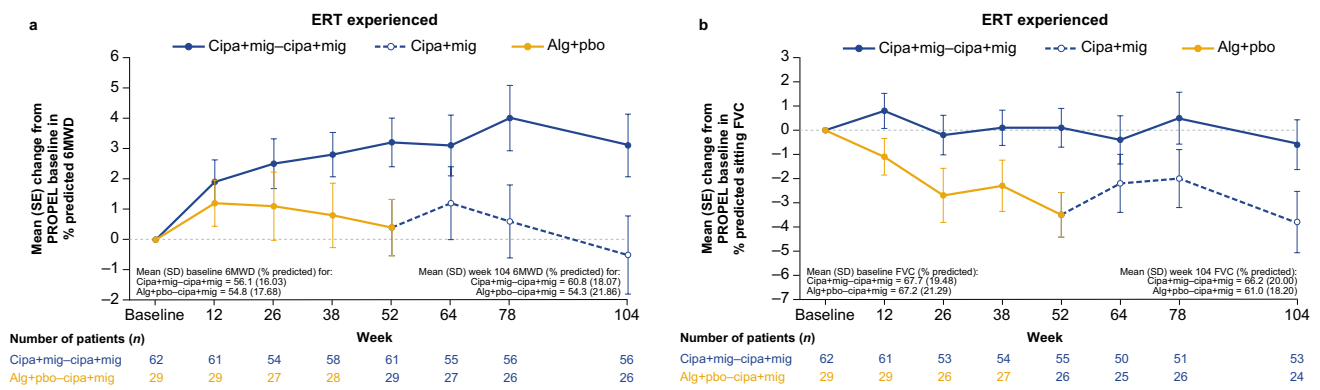 a
ERT experienced
Cipa+mig–cipa+mig Cipa+mig Alg+pbo
Mean (SE) change from
PROPEL baseline in
% predicted 6MWD
6
5
4
3
2
1
0
–1
–2
Mean (SD) baseline 6MWD (% predicted) for:
Cipa+mig–cipa+mig = 56.1 (16.03)
Alg+pbo–cipa+mig = 54.8 (17.68)
Mean (SD) week 104 6MWD (% predicted) for:
Cipa+mig–cipa+mig = 60.8 (18.07)
Alg+pbo–cipa+mig = 54.3 (21.86)
Baseline 12 26 38 52 64 78 104
Number of patients (n)
Week
Cipa+mig–cipa+mig 62 61 54 58 61 55 56 56
Alg+pbo–cipa+mig 29 29 27 28 29 27 26 26
b
ERT experienced
Cipa+mig–cipa+mig Cipa+mig Alg+pbo
Mean (SE) change from
PROPEL baseline in
% predicted sitting FVC
3
2
1
0
–1
–2
–3
–4
–5
–6
–7
Mean (SD) baseline FVC (% predicted):
Cipa+mig–cipa+mig = 67.7 (19.48)
Alg+pbo–cipa+mig = 67.2 (21.29)
Mean (SD) week 104 FVC (% predicted):
Cipa+mig–cipa+mig = 66.2 (20.00)
Alg+pbo–cipa+mig = 61.0 (18.20)
Baseline 12 26 38 52 64 78 104
Number of patients (n)
Week
Cipa+mig–cipa+mig 62 61 53 54 55 50 51 53
Alg+pbo–cipa+mig 29 29 26 27 26 25 26 24